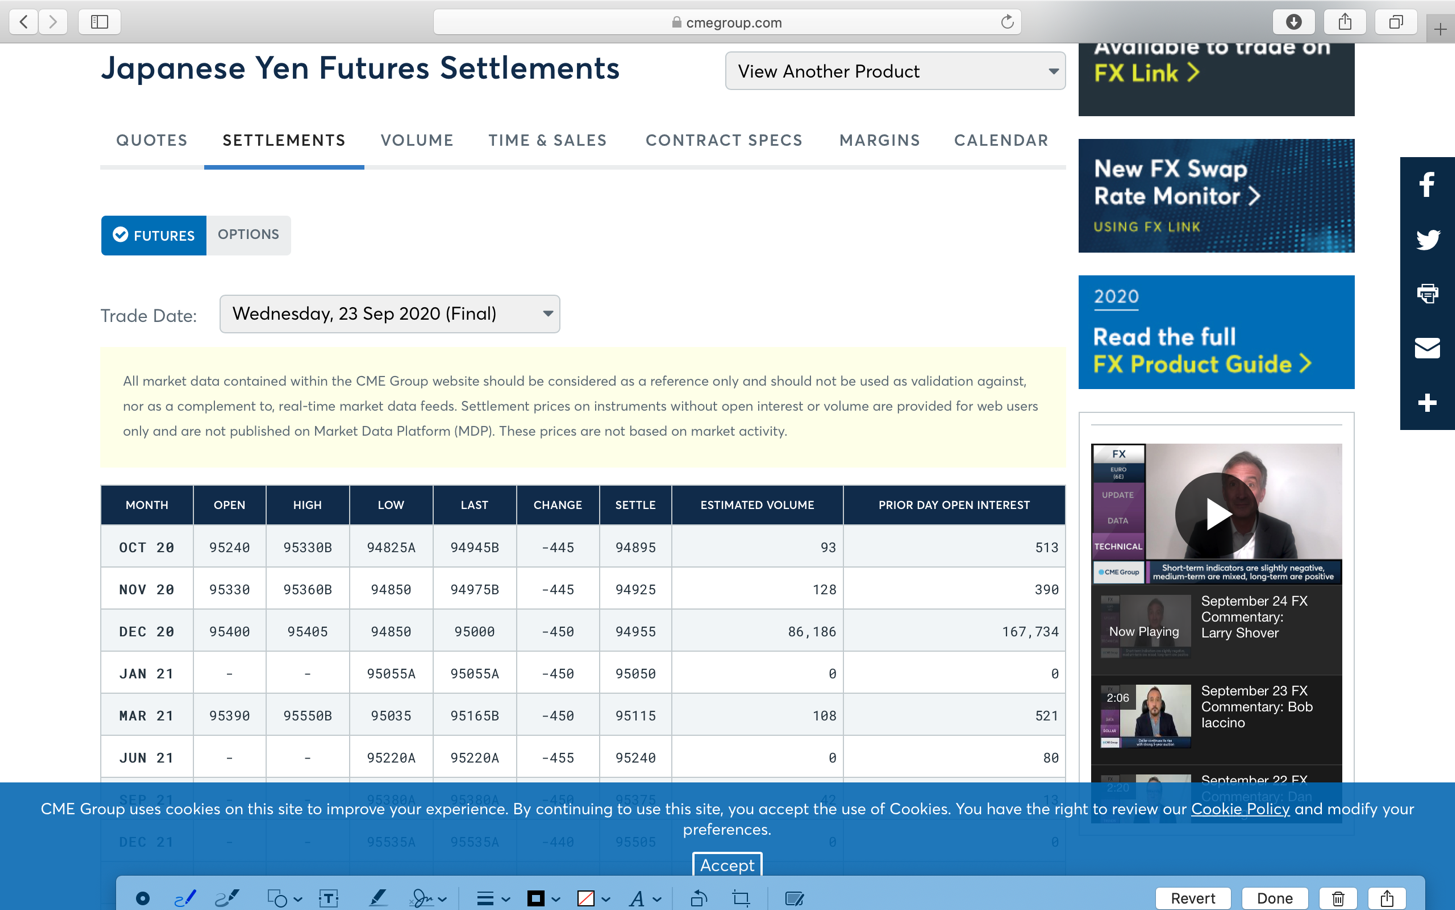 cmegroup.com
Japanese Yen Futures Settlements
View Another Product
Available to trade on
FX Link >
QUOTES SETTLEMENTS VOLUME TIME & SALES CONTRACT SPECS MARGINS CALENDAR
New FX Swap
Rate Monitor >
USING FX LINK
FUTURES OPTIONS
2020
Read the full
FX Product Guide >
Trade Date: Wednesday, 23 Sep 2020 (Final)
All market data contained within the CME Group website should be considered as a reference only and should not be used as validation against,
nor as a complement to, real-time market data feeds. Settlement prices on instruments without open interest or volume are provided for web users
only and are not published on Market Data Platform (MDP). These prices are not based on market activity.
MONTH OPEN HIGH LOW LAST CHANGE SETTLE ESTIMATED VOLUME PRIOR DAY OPEN INTEREST
OCT 20 95240 95330B 94825A 94945B -445 94895 93 513
NOV 20 95330 95360B 94850 94975B -445 94925 128 390
DEC 20 95400 95405 94850 95000 -450 94955 86,186 167,734
JAN 21 - - 95055A 95055A -450 95050 0 0
MAR 21 95390 95550B 95035 95165B -450 95115 108 521
JUN 21 - - 95220A 95220A -455 95240 0 80
SEP 21 - - 95380A 95380A -450 95375 42 13
DEC 21 - - 95535A 95535A -440 95505 0 0
FX
EURO
(6E)
UPDATE
DATA
TECHNICAL
CME Group
Short-term indicators are slightly negative,
medium-term are mixed, long-term are positive
Now Playing
September 24 FX
Commentary:
Larry Shover
2:06
September 23 FX
Commentary: Bob
Iaccino
2:20
September 22 FX
Commentary: Dan
CME Group uses cookies on this site to improve your experience. By continuing to use this site, you accept the use of Cookies. You have the right to review our Cookie Policy and modify your
preferences.
Accept
Revert Done